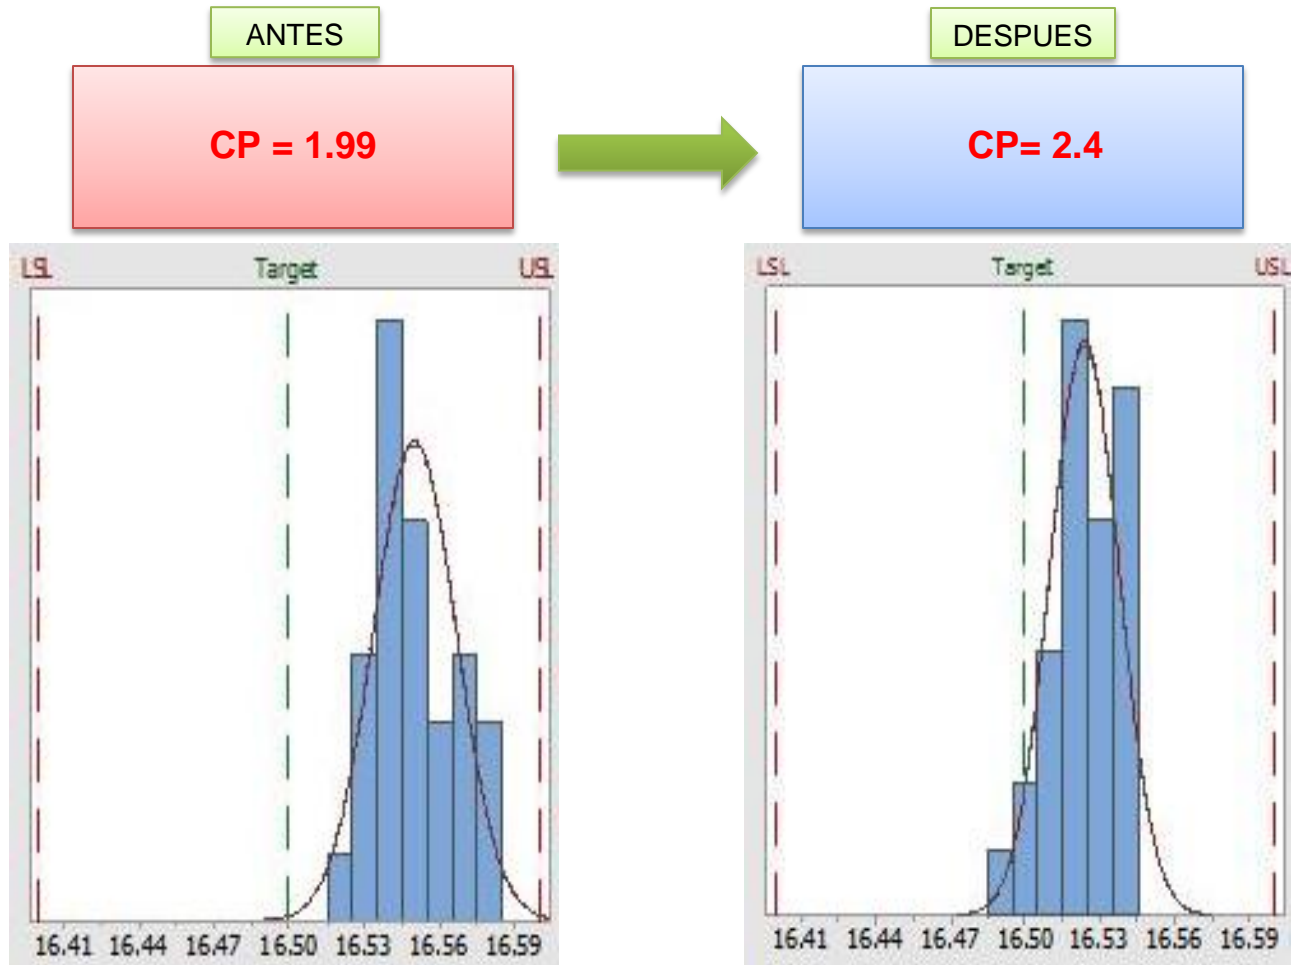 ANTES
DESPUES
CP = 1.99
CP= 2.4
LSL Target USL
16.41 16.44 16.47 16.50 16.53 16.56 16.59
LSL Target USL
16.41 16.44 16.47 16.50 16.53 16.56 16.59